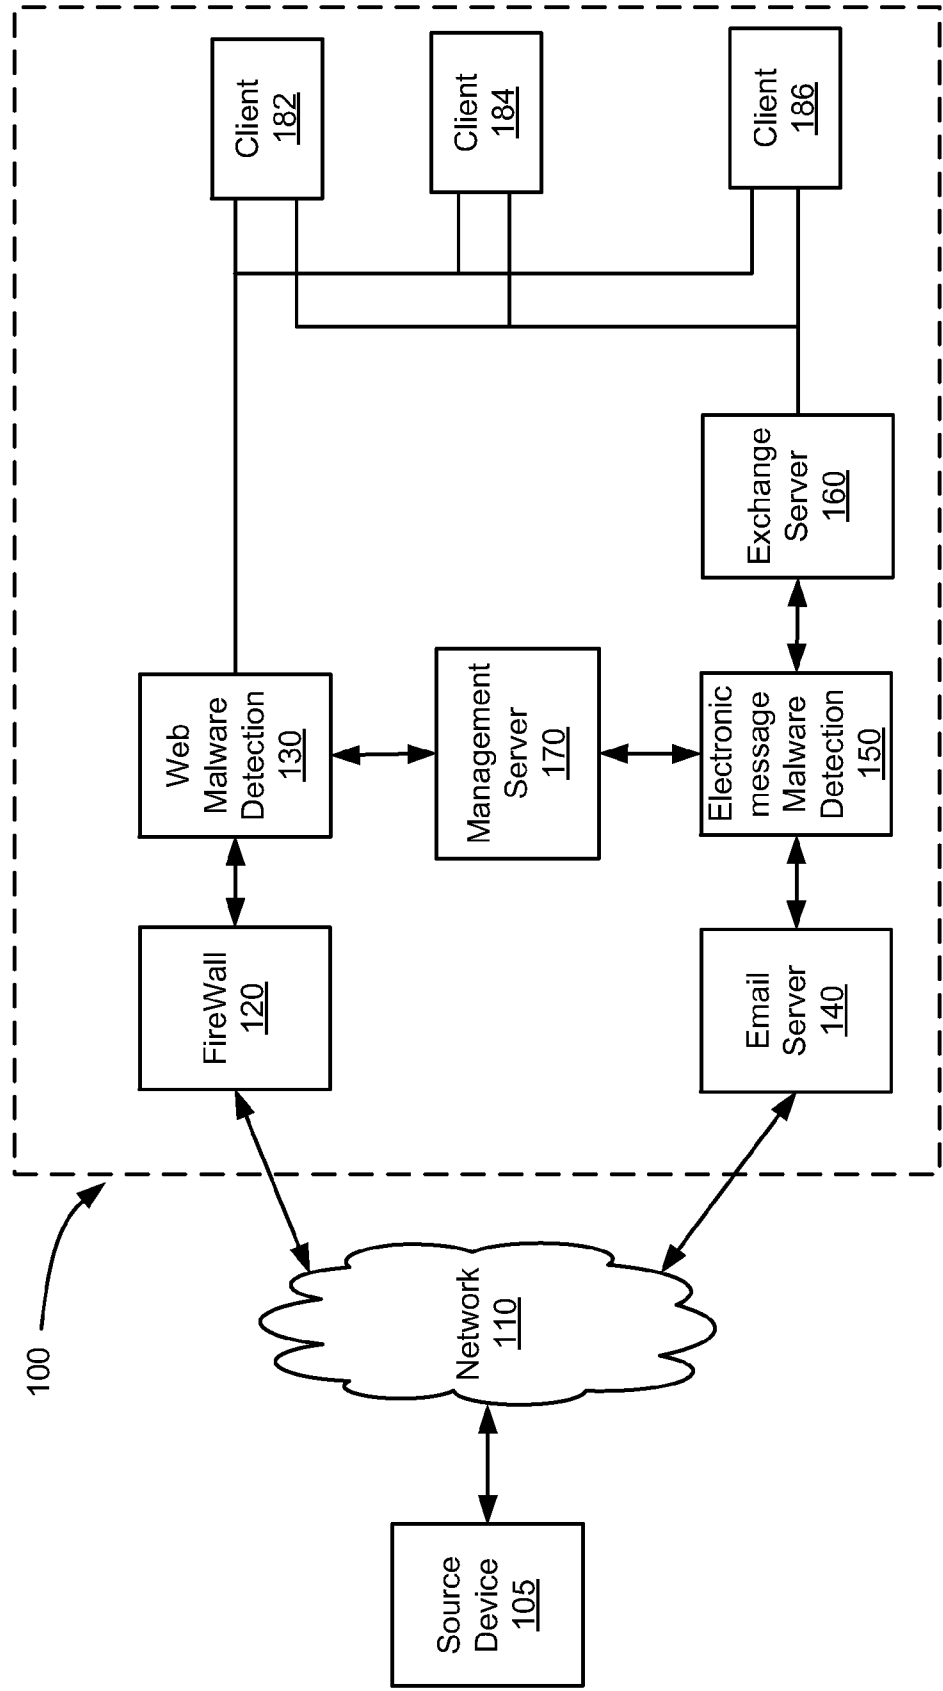 100
Source
Device
105
Network
110
FireWall
120
Web
Malware
Detection
130
Management
Server
170
Email
Server
140
Electronic
message
Malware
Detection
150
Exchange
Server
160
Client
182
Client
184
Client
186